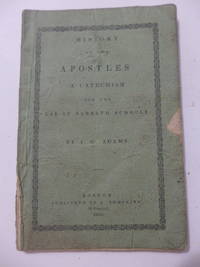 HISTORY
OF THE
APOSTLES
A CATECHISM
FOR THE
USE OF SABBATH SCHOOLS
BY J. G. ADAMS
BOSTON
PUBLISHED BY A. TOMPKINS